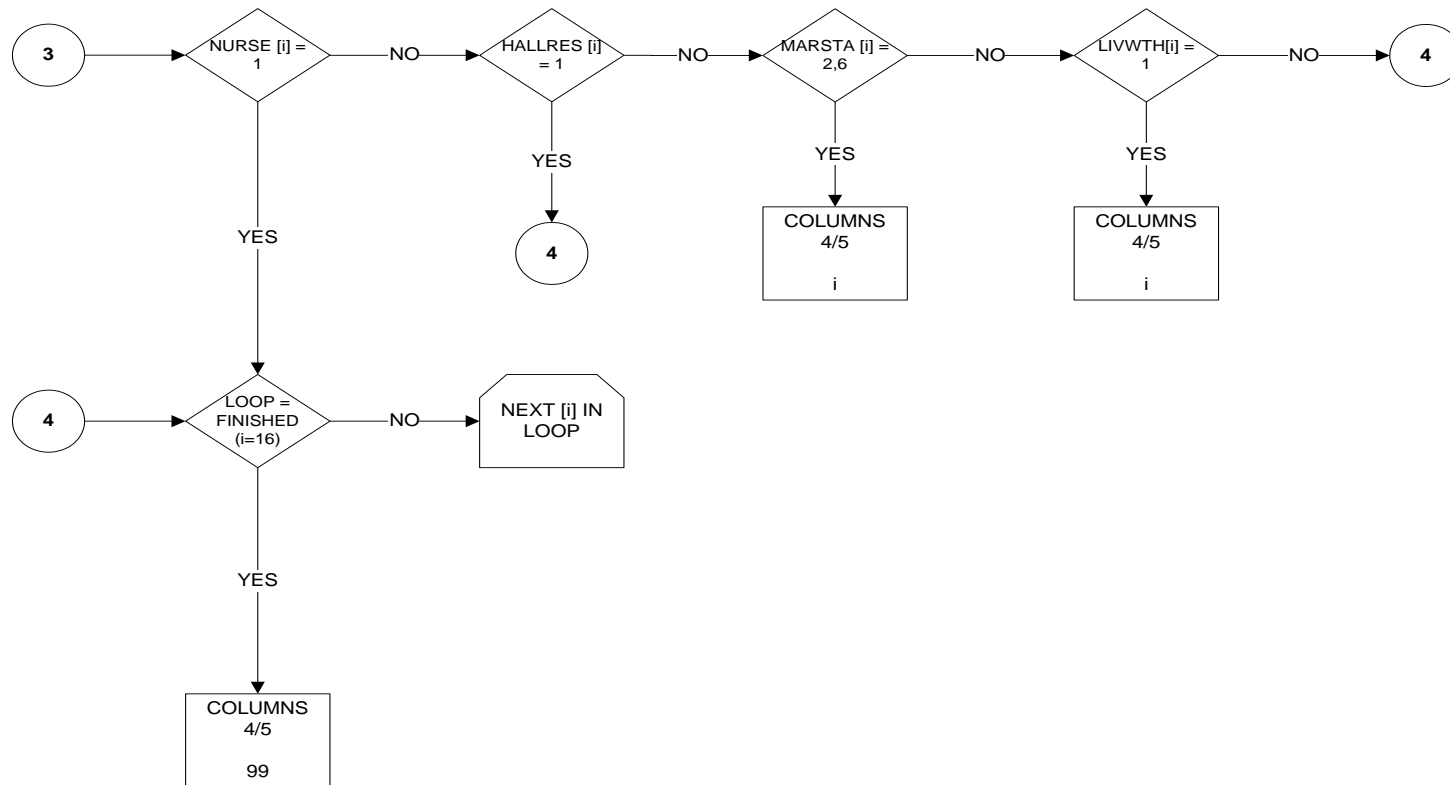 3
NURSE [i] =
1
NO
HALLRES [i]
= 1
NO
MARSTA [i] =
2,6
NO
LIVWTH[i] =
1
NO
4
YES
YES
YES
YES
4
COLUMNS
4/5
i
COLUMNS
4/5
i
4
LOOP =
FINISHED
(i=16)
NO
NEXT [i] IN
LOOP
YES
COLUMNS
4/5
99